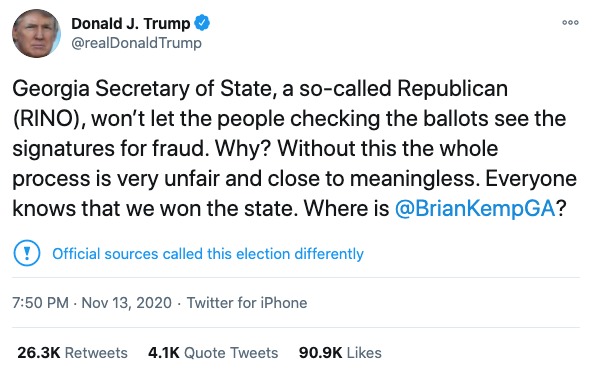 Donald J. Trump
@realDonaldTrump
Georgia Secretary of State, a so-called Republican
(RINO), won’t let the people checking the ballots see the
signatures for fraud. Why? Without this the whole
process is very unfair and close to meaningless. Everyone
knows that we won the state. Where is @BrianKempGA?
Official sources called this election differently
7:50 PM · Nov 13, 2020 · Twitter for iPhone
26.3K Retweets 4.1K Quote Tweets 90.9K Likes